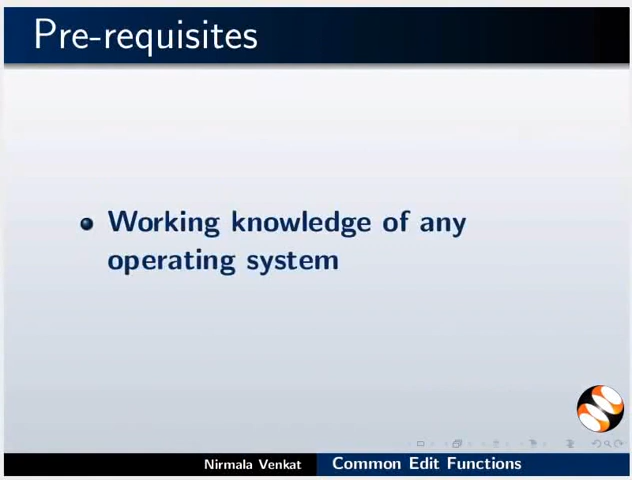 Pre-requisites
Working knowledge of any
operating system
Nirmala Venkat
Common Edit Functions